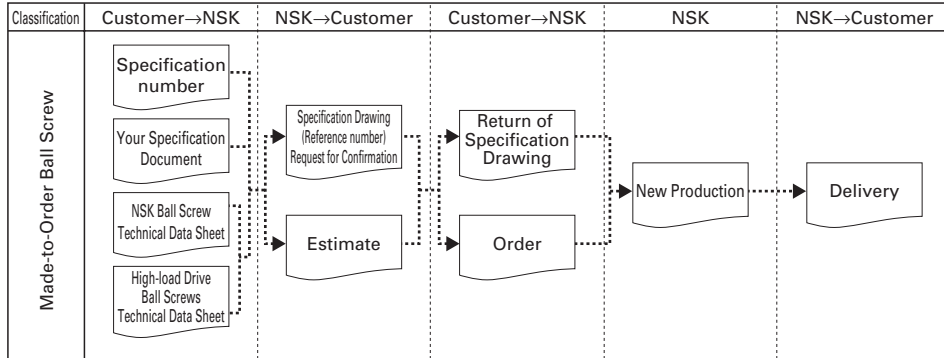 Classification
Customer→NSK
NSK→Customer
Customer→NSK
NSK
NSK→Customer
Made-to-Order Ball Screw
Specification
number
Your Specification
Document
NSK Ball Screw
Technical Data Sheet
High-load Drive
Ball Screws
Technical Data Sheet
Specification Drawing
(Reference number)
Request for Confirmation
Estimate
Return of
Specification
Drawing
Order
New Production
Delivery